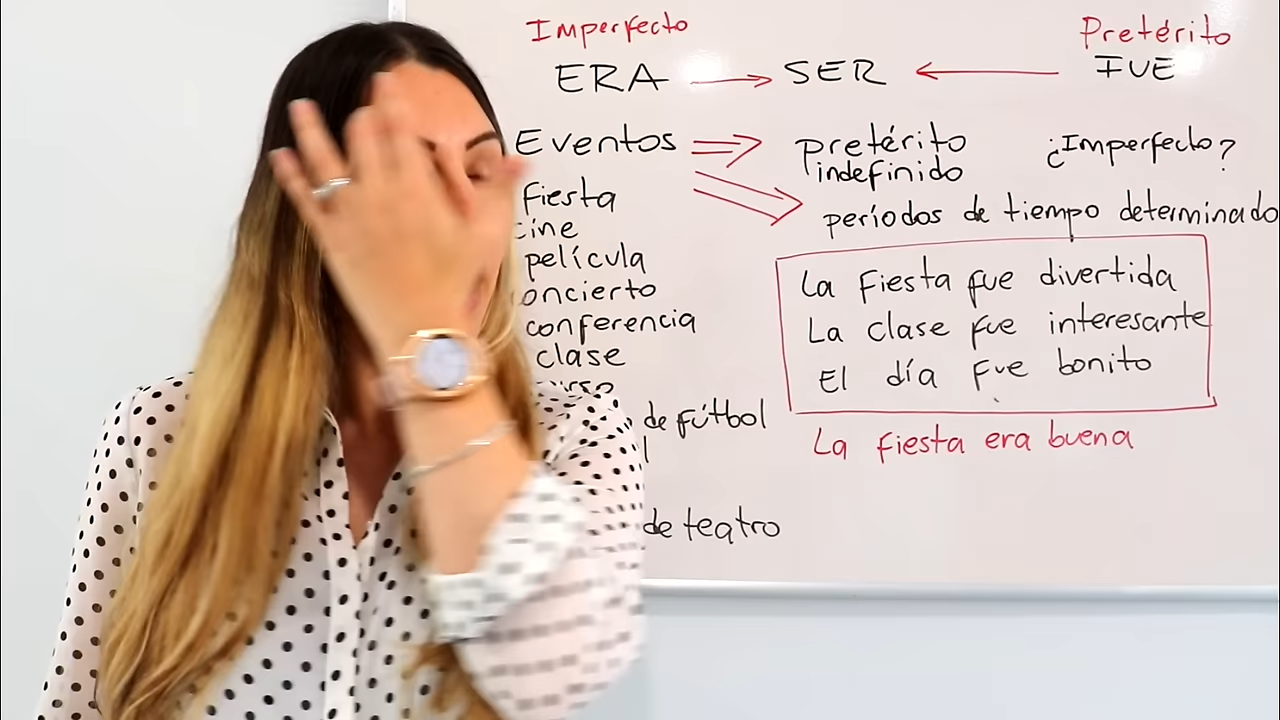 Imperfecto
Pretérito
ERA → SER ← FUE
Eventos ⇒ pretérito indefinido
¿Imperfecto?
períodos de tiempo determinado
fiesta
cine
película
concierto
conferencia
clase
de fútbol
de teatro
La fiesta fue divertida
La clase fue interesante
El día fue bonito
La fiesta era buena